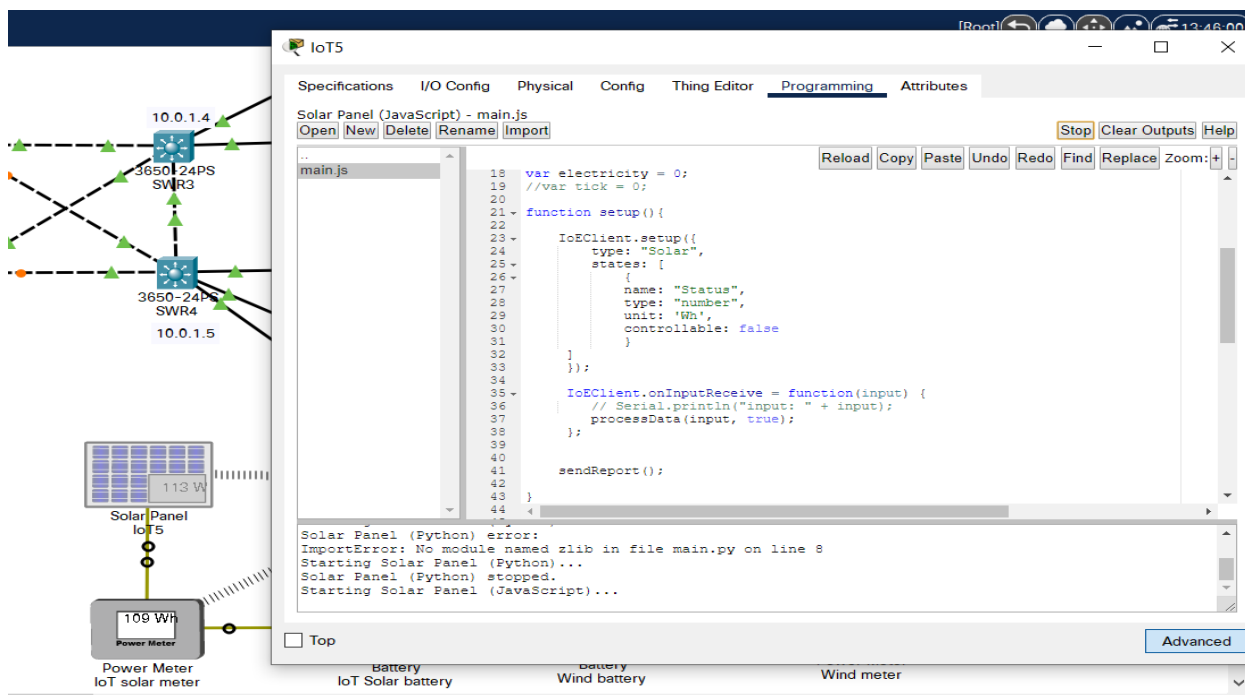 [Root]
13:46:00
IoT5
Specifications I/O Config Physical Config Thing Editor Programming Attributes
Solar Panel (JavaScript) - main.js
Open New Delete Rename Import
Stop Clear Outputs Help
..
main.js
Reload Copy Paste Undo Redo Find Replace Zoom: + -
18 var electricity = 0;
19 //var tick = 0;
20
21 function setup(){
22
23 IoEClient.setup({
24 type: "Solar",
25 states: [
26 {
27 name: "Status",
28 type: "number",
29 unit: 'Wh',
30 controllable: false
31 }
32 ]
33 });
34
35 IoEClient.onInputReceive = function(input) {
36 // Serial.println("input: " + input);
37 processData(input, true);
38 };
39
40
41 sendReport();
42
43 }
44
Solar Panel (Python) error:
ImportError: No module named zlib in file main.py on line 8
Starting Solar Panel (Python)...
Solar Panel (Python) stopped.
Starting Solar Panel (JavaScript)...
Top
Advanced
10.0.1.4
3650-24PS
SWR3
3650-24PS
SWR4
10.0.1.5
113 W
Solar Panel
IoT5
109 Wh
Power Meter
Power Meter
IoT solar meter
Battery
IoT Solar battery
Battery
Wind battery
Wind meter